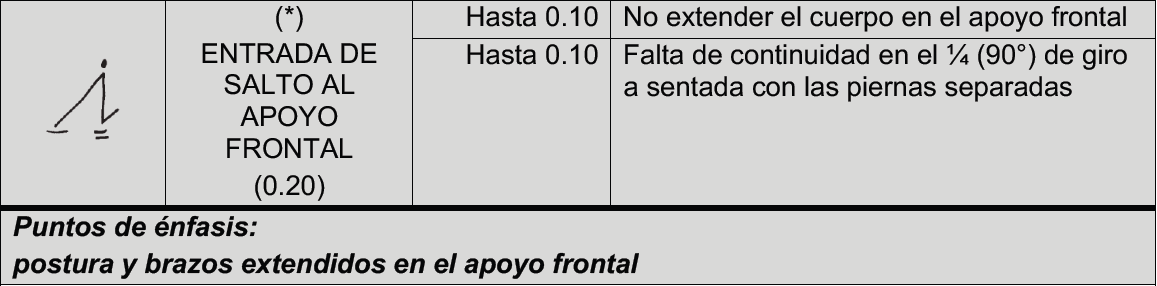 (*)
ENTRADA DE
SALTO AL
APOYO
FRONTAL
(0.20)
Hasta 0.10 No extender el cuerpo en el apoyo frontal
Hasta 0.10 Falta de continuidad en el ¼ (90°) de giro
a sentada con las piernas separadas
Puntos de énfasis:
postura y brazos extendidos en el apoyo frontal